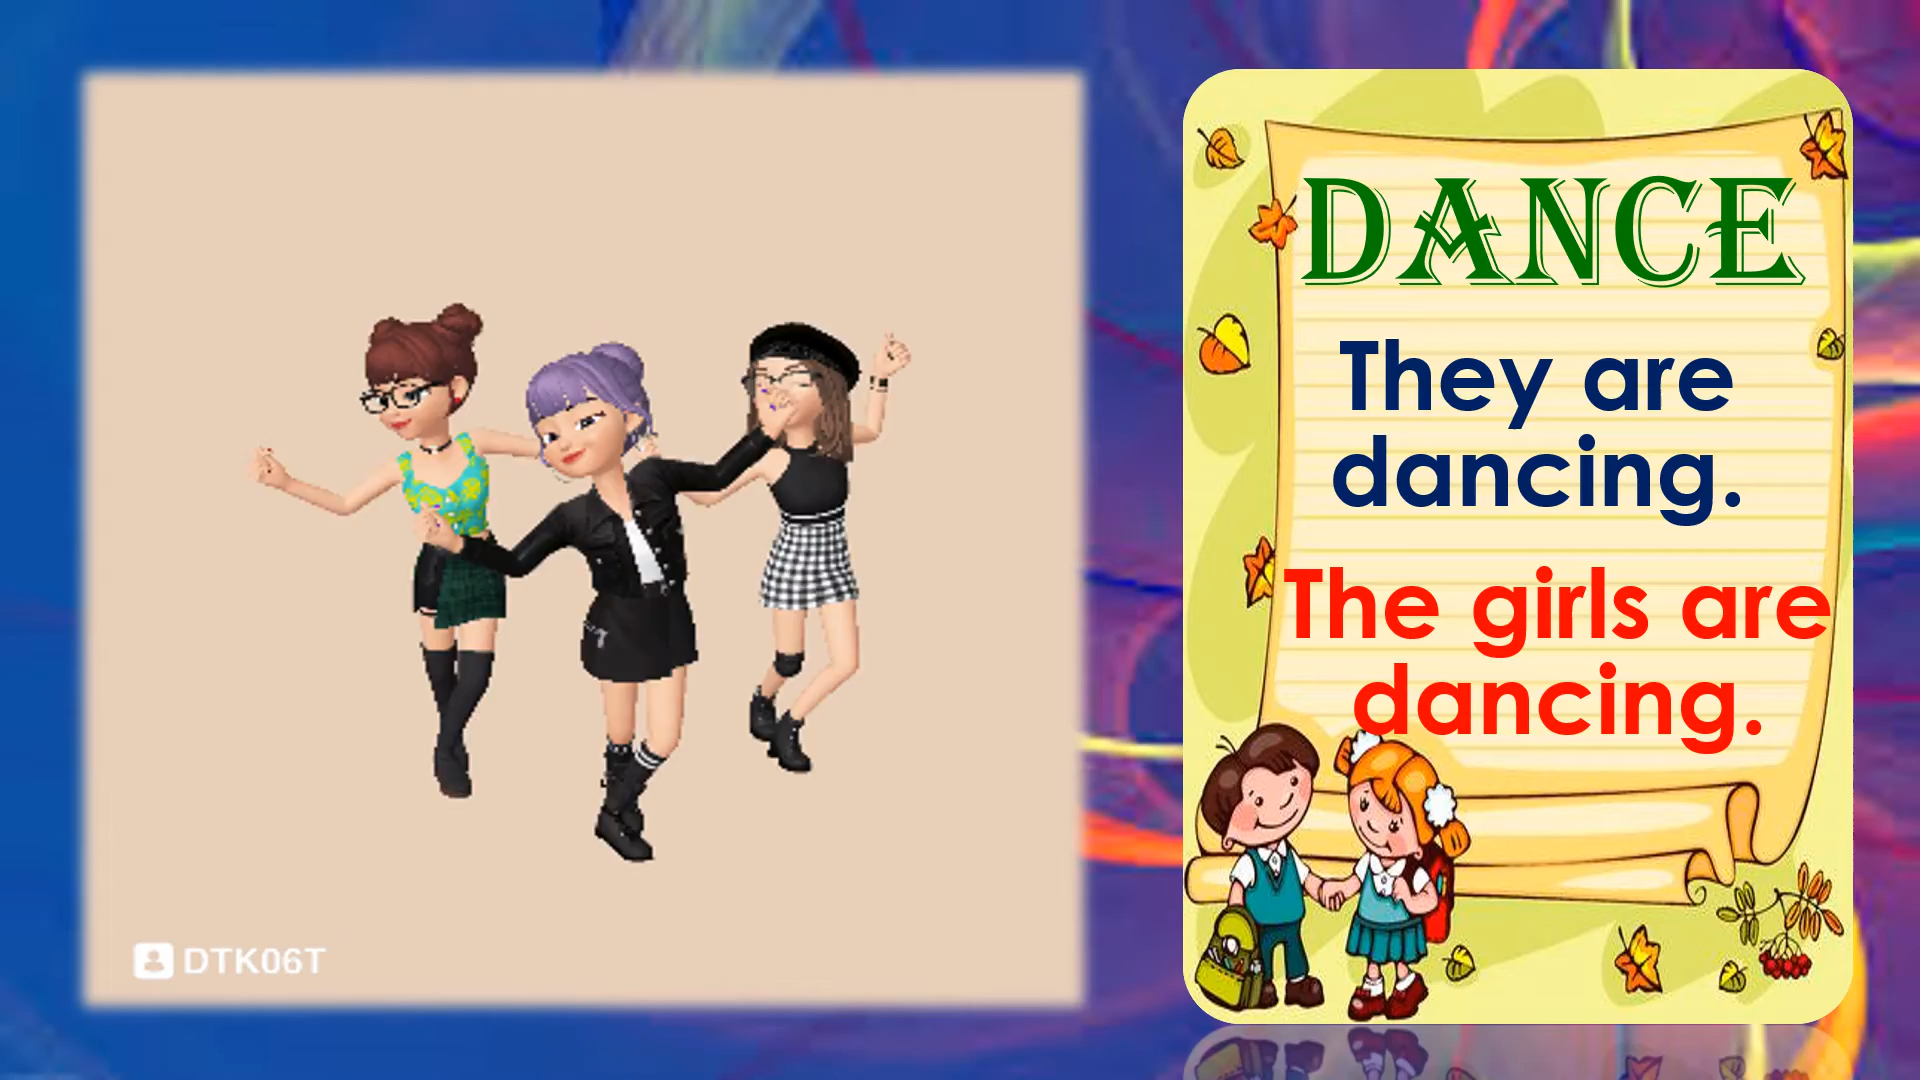 DANCE
They are
dancing.
The girls are
dancing.
DTK06T